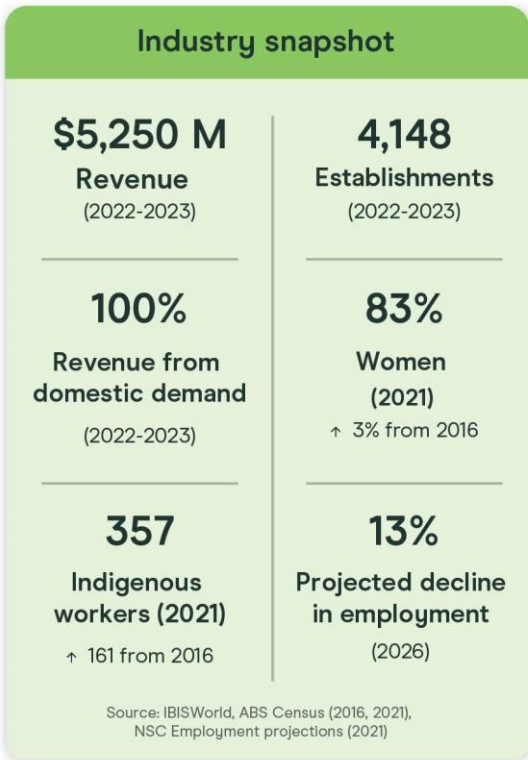 Industry snapshot
$5,250 M
Revenue
(2022-2023)
4,148
Establishments
(2022-2023)
100%
Revenue from
domestic demand
(2022-2023)
83%
Women
(2021)
↑ 3% from 2016
357
Indigenous
workers (2021)
↑ 161 from 2016
13%
Projected decline
in employment
(2026)
Source: IBISWorld, ABS Census (2016, 2021),
NSC Employment projections (2021)